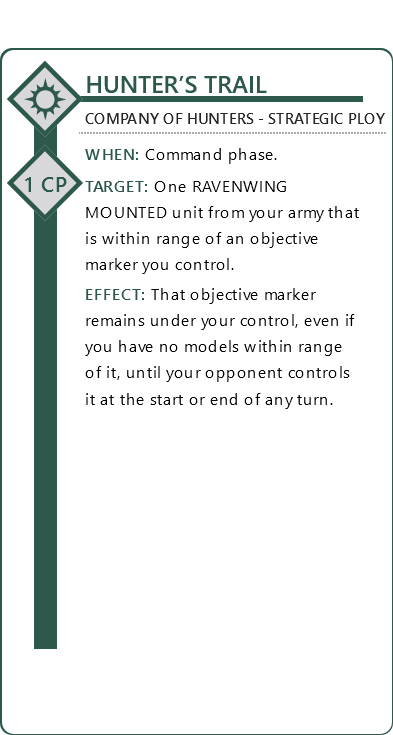 HUNTER’S TRAIL
COMPANY OF HUNTERS - STRATEGIC PLOY
WHEN: Command phase.
1 CP
TARGET: One RAVENWING
MOUNTED unit from your army that
is within range of an objective
marker you control.
EFFECT: That objective marker
remains under your control, even if
you have no models within range
of it, until your opponent controls
it at the start or end of any turn.